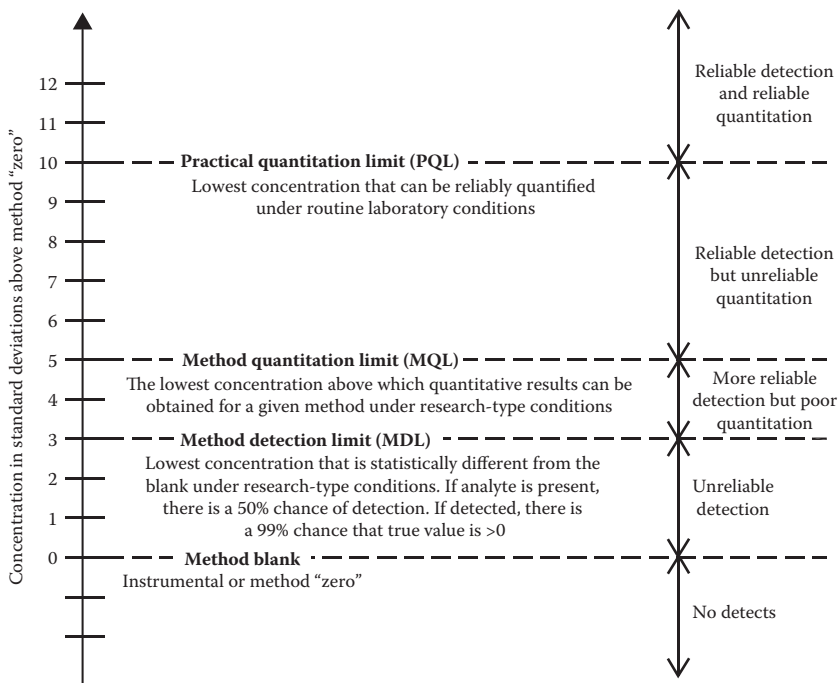 Concentration in standard deviations above method “zero”
12
11
10
9
8
7
6
5
4
3
2
1
0
Practical quantitation limit (PQL)
Lowest concentration that can be reliably quantified
under routine laboratory conditions
Method quantitation limit (MQL)
The lowest concentration above which quantitative results can be
obtained for a given method under research-type conditions
Method detection limit (MDL)
Lowest concentration that is statistically different from the
blank under research-type conditions. If analyte is present,
there is a 50% chance of detection. If detected, there is
a 99% chance that true value is >0
Method blank
Instrumental or method “zero”
Reliable detection
and reliable
quantitation
Reliable detection
but unreliable
quantitation
More reliable
detection but poor
quantitation
Unreliable
detection
No detects